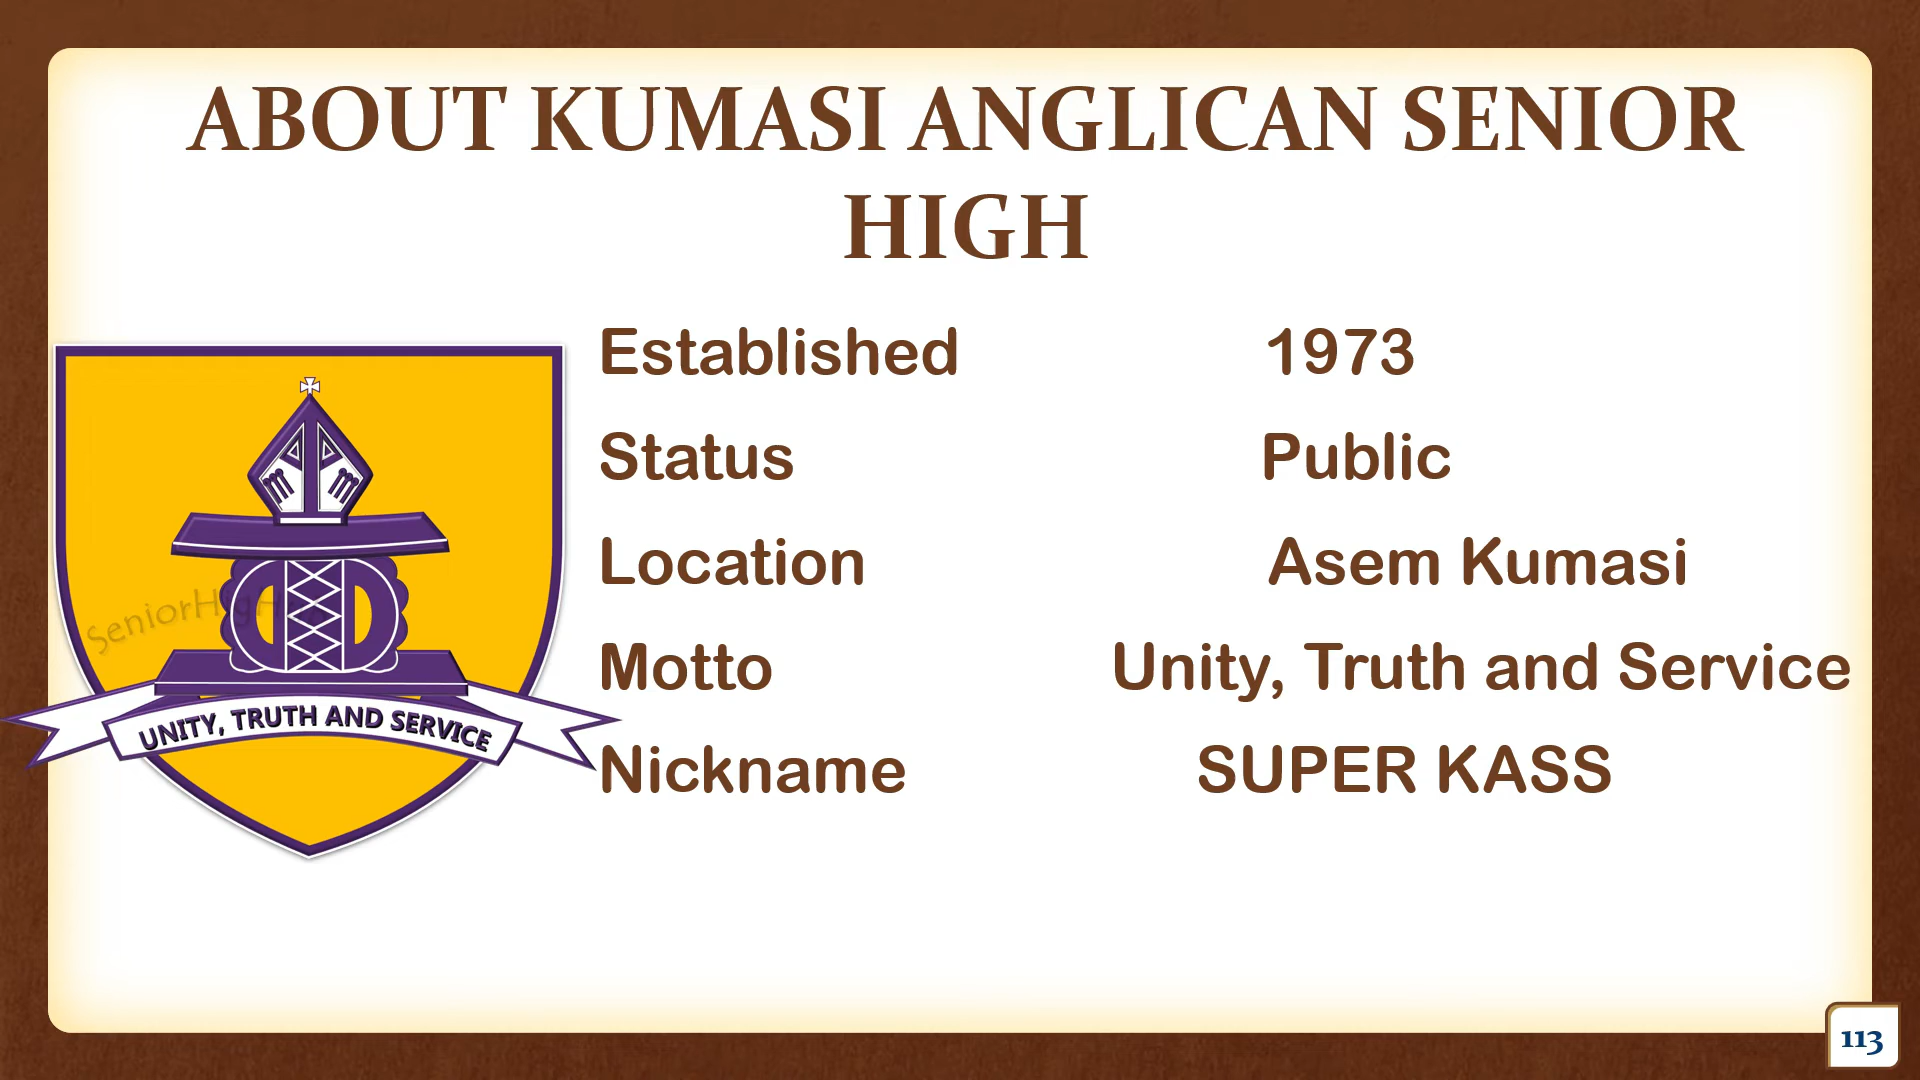 ABOUT KUMASI ANGLICAN SENIOR
HIGH
Established 1973
Status Public
Location Asem Kumasi
Motto Unity, Truth and Service
Nickname SUPER KASS
SeniorHigh
UNITY, TRUTH AND SERVICE
113